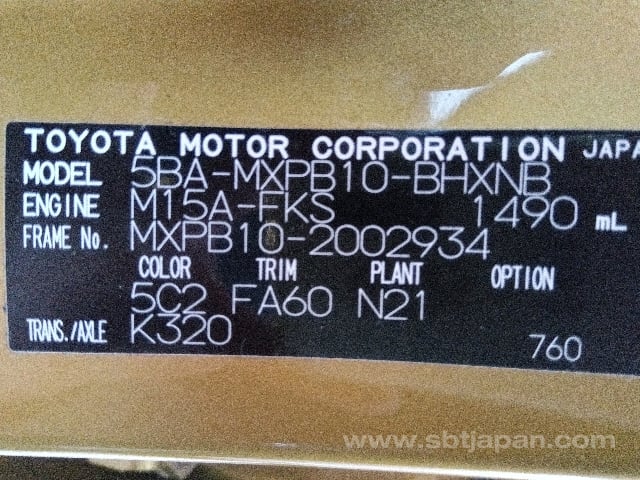 TOYOTA MOTOR CORPORATION JAPA
MODEL 5BA-MXPB10-BHXNB
ENGINE M15A-FKS 1490 mL
FRAME No. MXPB10-2002934
COLOR TRIM PLANT OPTION
5C2 FA60 N21
TRANS./AXLE K320
760
www.sbtjapan.com